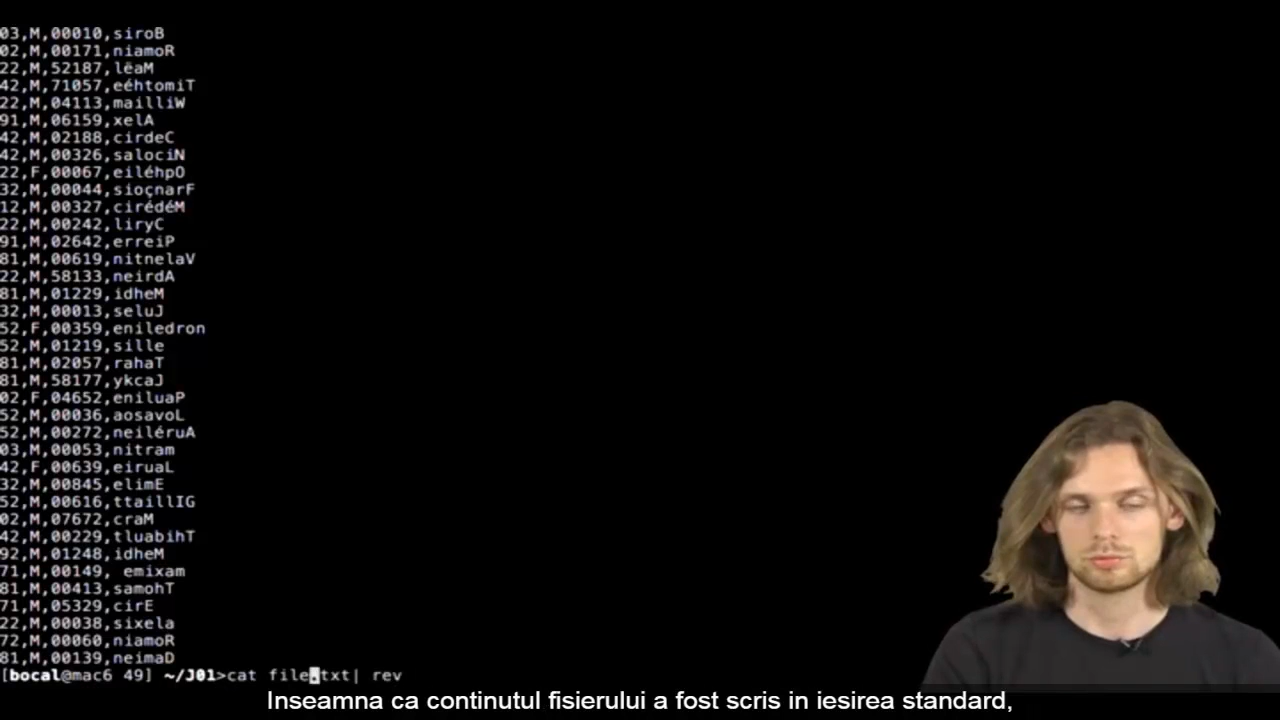 03,M,00010,siroB
02,M,00171,niamoR
22,M,52187,lëaM
42,M,71057,eéhtomiT
22,M,04113,mailliW
91,M,06159,xelA
42,M,02188,cirdeC
42,M,00326,salociN
22,F,00067,eiléhpO
32,M,00044,sioçnarF
12,M,00327,cirédéM
22,M,00242,liryC
91,M,02642,erreiP
81,M,00619,nitnelaV
22,M,58133,neirdA
81,M,01229,idheM
32,M,00013,seluJ
52,F,00359,eniledron
52,M,01219,sille
81,M,02057,rahaT
81,M,58177,ykcaJ
02,F,04652,eniluaP
52,M,00036,aosavoL
52,M,00272,neiléruA
03,M,00053,nitram
42,F,00639,eiruaL
32,M,00845,elimE
52,M,00616,ttaillIG
02,M,07672,craM
42,M,00229,tluabihT
92,M,01248,idheM
71,M,00149, emixam
81,M,00413,samohT
71,M,05329,cirE
22,M,00038,sixela
72,M,00060,niamoR
81,M,00139,neimaD
[bocal@mac6 49] ~/J01>cat file.txt| rev
Inseamna ca continutul fisierului a fost scris in iesirea standard,